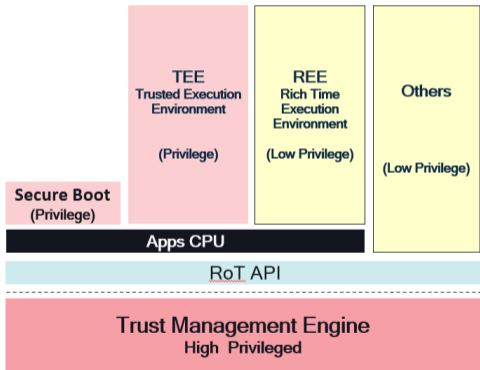 TEE
Trusted Execution
Environment
(Privilege)
REE
Rich Time
Execution
Environment
(Low Privilege)
Others
(Low Privilege)
Secure Boot
(Privilege)
Apps CPU
RoT API
Trust Management Engine
High Privileged